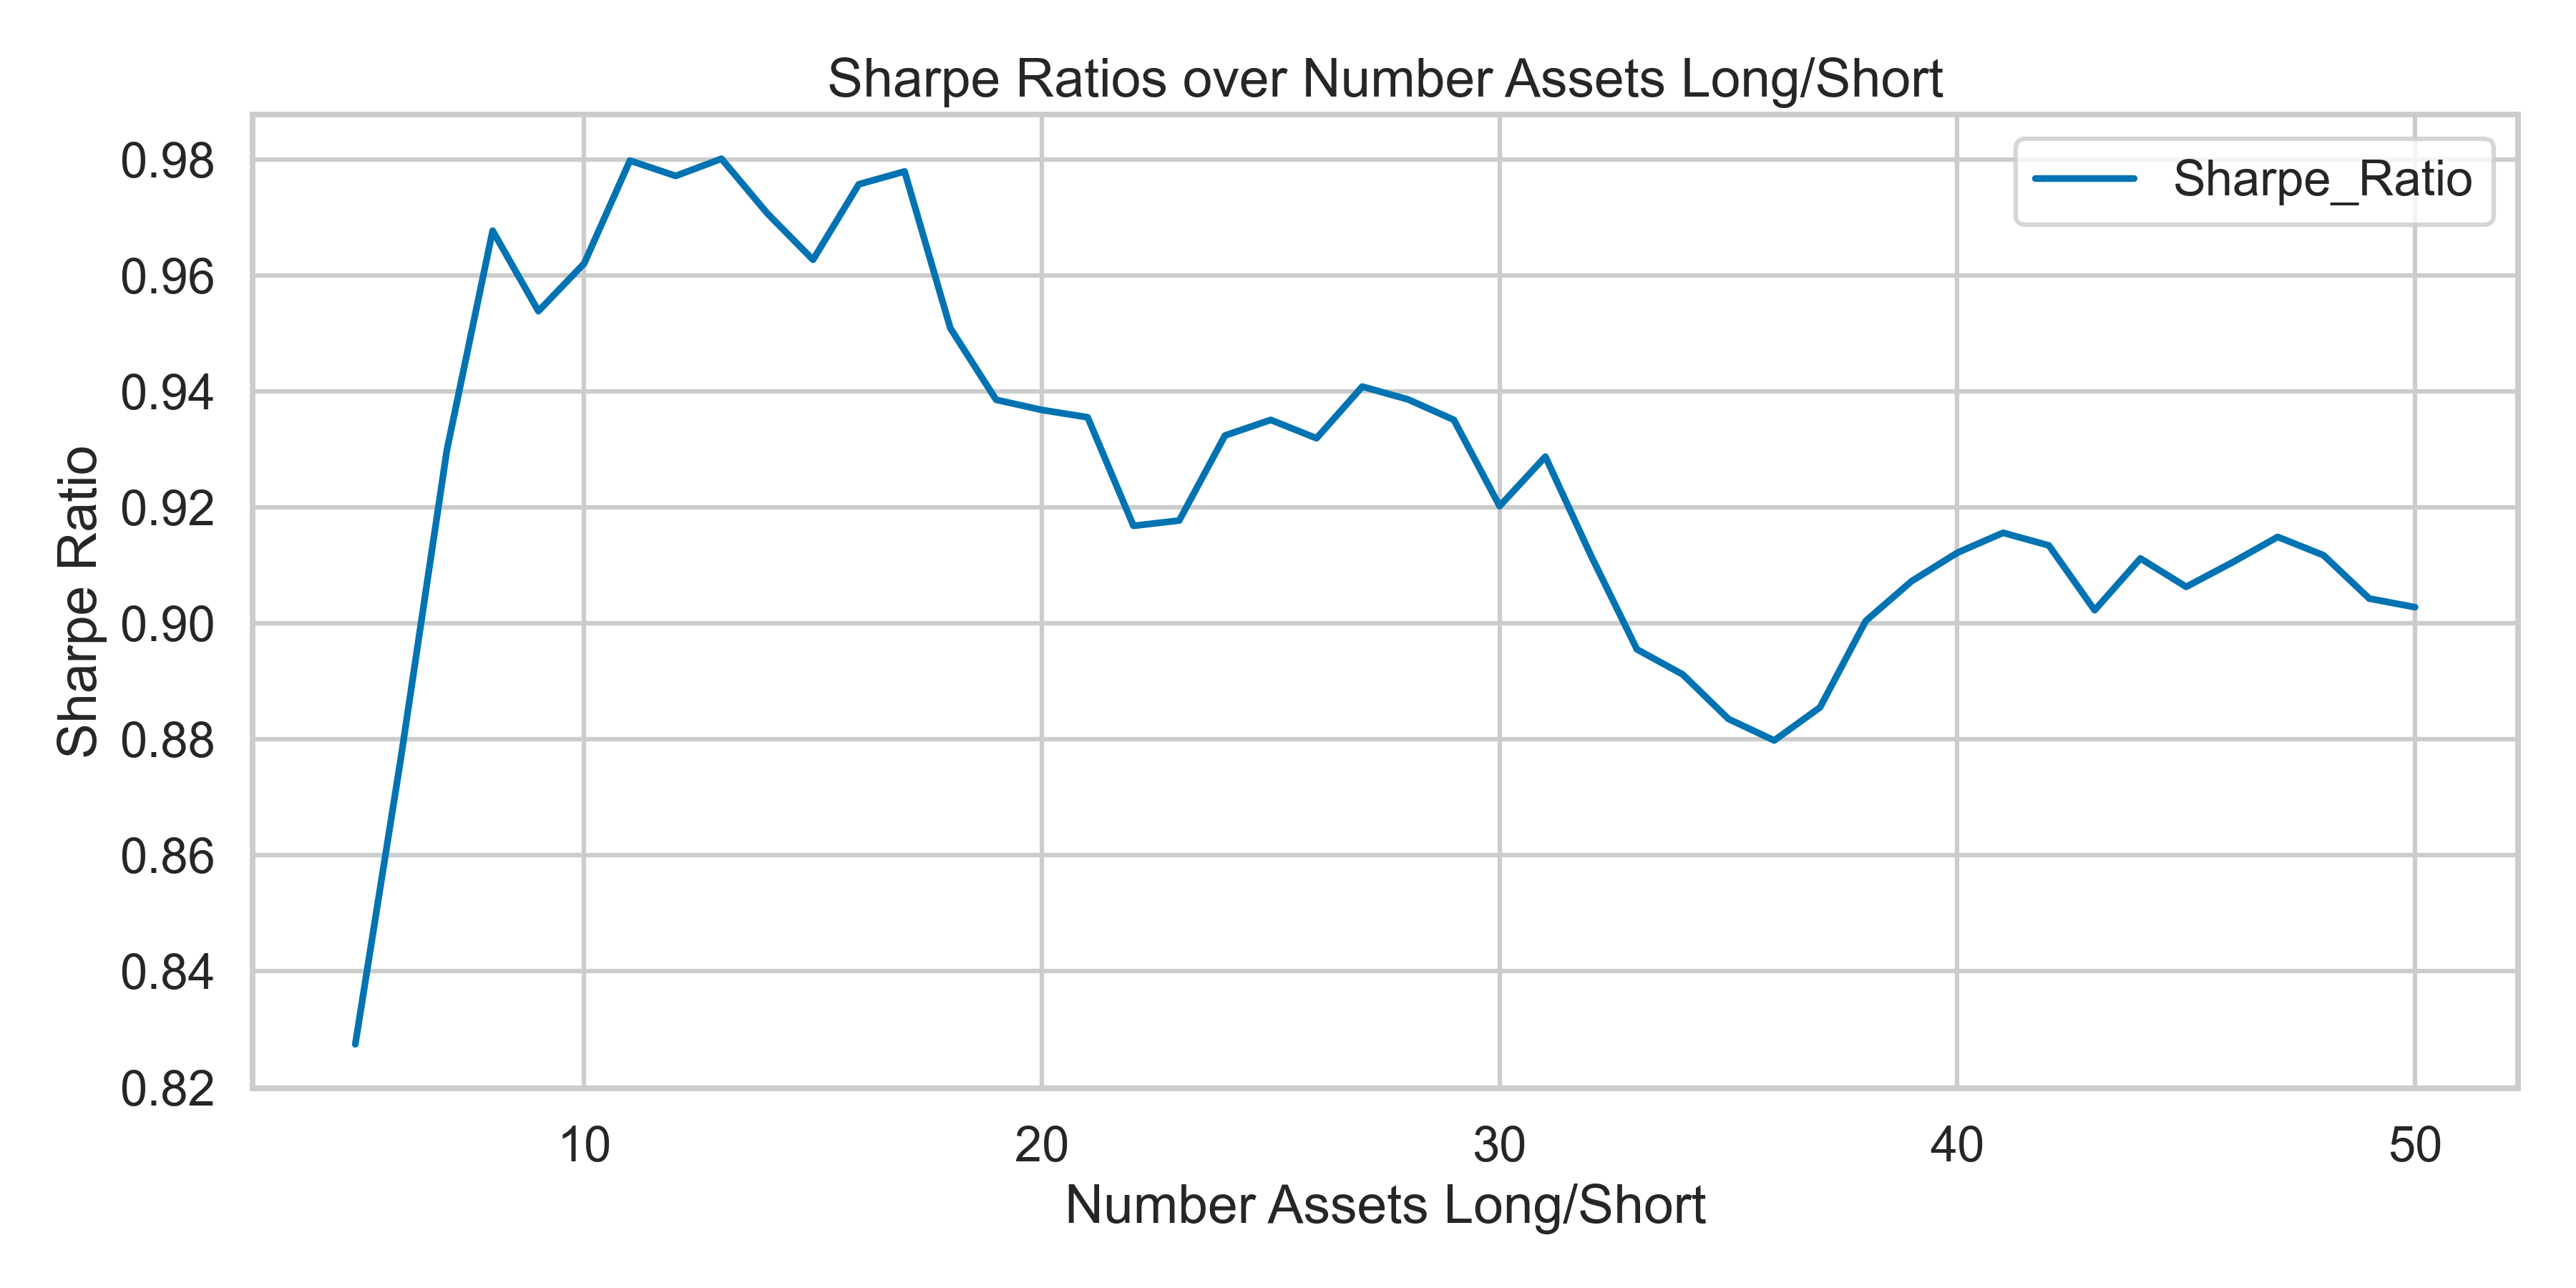 Sharpe Ratios over Number Assets Long/Short
Sharpe_Ratio
Sharpe Ratio
0.98
0.96
0.94
0.92
0.90
0.88
0.86
0.84
0.82
10 20 30 40 50
Number Assets Long/Short